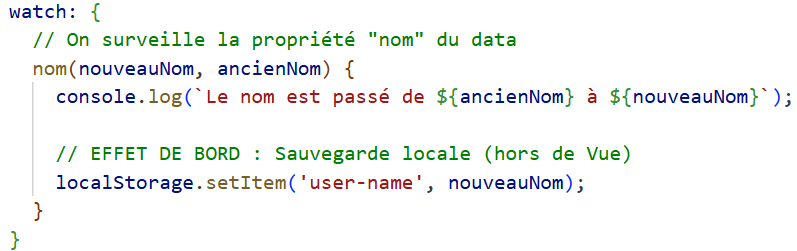 watch: {
// On surveille la propriété "nom" du data
nom(nouveauNom, ancienNom) {
console.log(`Le nom est passé de ${ancienNom} à ${nouveauNom}`);
// EFFET DE BORD : Sauvegarde locale (hors de Vue)
localStorage.setItem('user-name', nouveauNom);
}
}